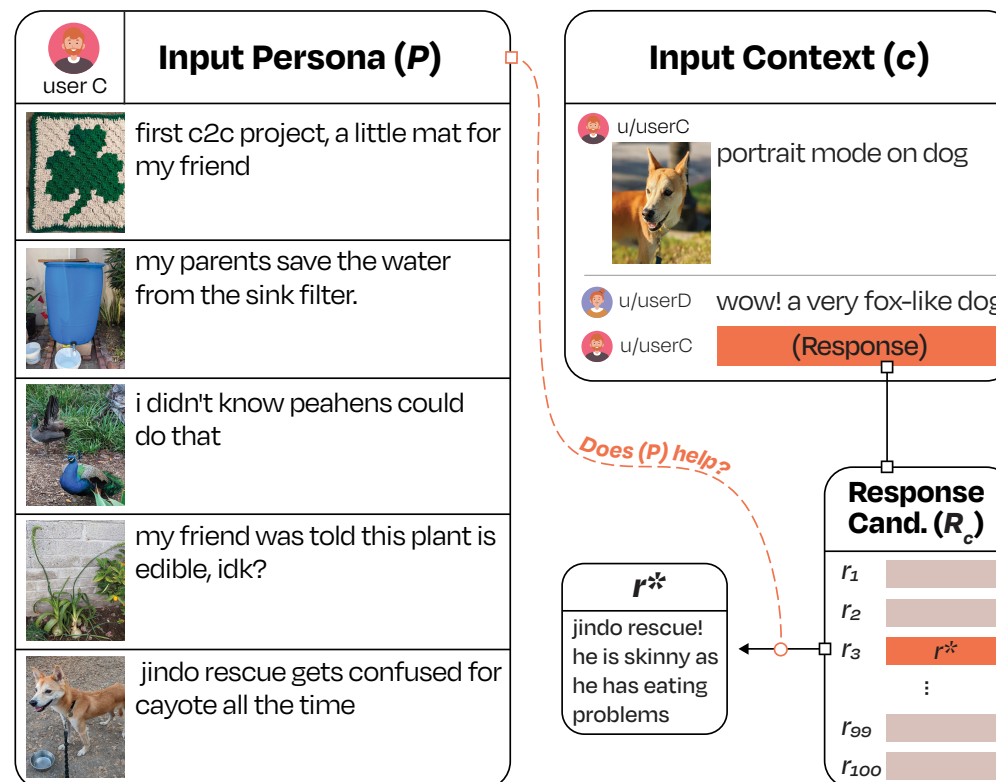 user C
Input Persona (P)
first c2c project, a little mat for
my friend
my parents save the water
from the sink filter.
i didn't know peahens could
do that
my friend was told this plant is
edible, idk?
jindo rescue gets confused for
cayote all the time
Input Context (c)
u/userC
portrait mode on dog
u/userD
wow! a very fox-like dog
u/userC
(Response)
Does (P) help?
Response
Cand. (Rc)
r1
r2
r3
r*
⋮
r99
r100
r*
jindo rescue!
he is skinny as
he has eating
problems